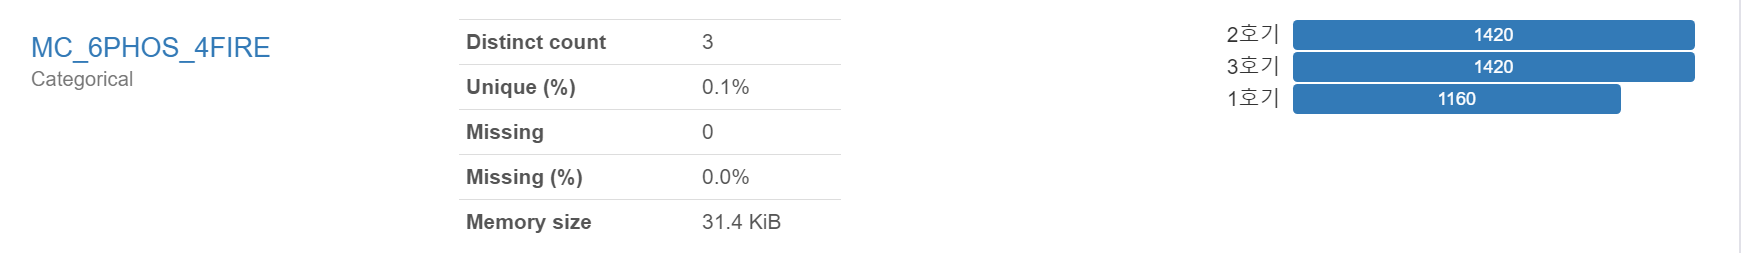 MC_6PHOS_4FIRE
Categorical
Distinct count 3
Unique (%) 0.1%
Missing 0
Missing (%) 0.0%
Memory size 31.4 KiB
2호기 1420
3호기 1420
1호기 1160